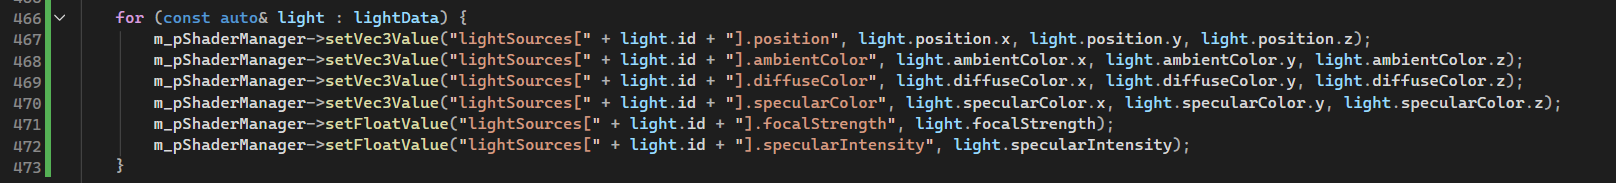 466 for (const auto& light : lightData) {
467 m_pShaderManager->setVec3Value("lightSources[" + light.id + "].position", light.position.x, light.position.y, light.position.z);
468 m_pShaderManager->setVec3Value("lightSources[" + light.id + "].ambientColor", light.ambientColor.x, light.ambientColor.y, light.ambientColor.z);
469 m_pShaderManager->setVec3Value("lightSources[" + light.id + "].diffuseColor", light.diffuseColor.x, light.diffuseColor.y, light.diffuseColor.z);
470 m_pShaderManager->setVec3Value("lightSources[" + light.id + "].specularColor", light.specularColor.x, light.specularColor.y, light.specularColor.z);
471 m_pShaderManager->setFloatValue("lightSources[" + light.id + "].focalStrength", light.focalStrength);
472 m_pShaderManager->setFloatValue("lightSources[" + light.id + "].specularIntensity", light.specularIntensity);
473 }